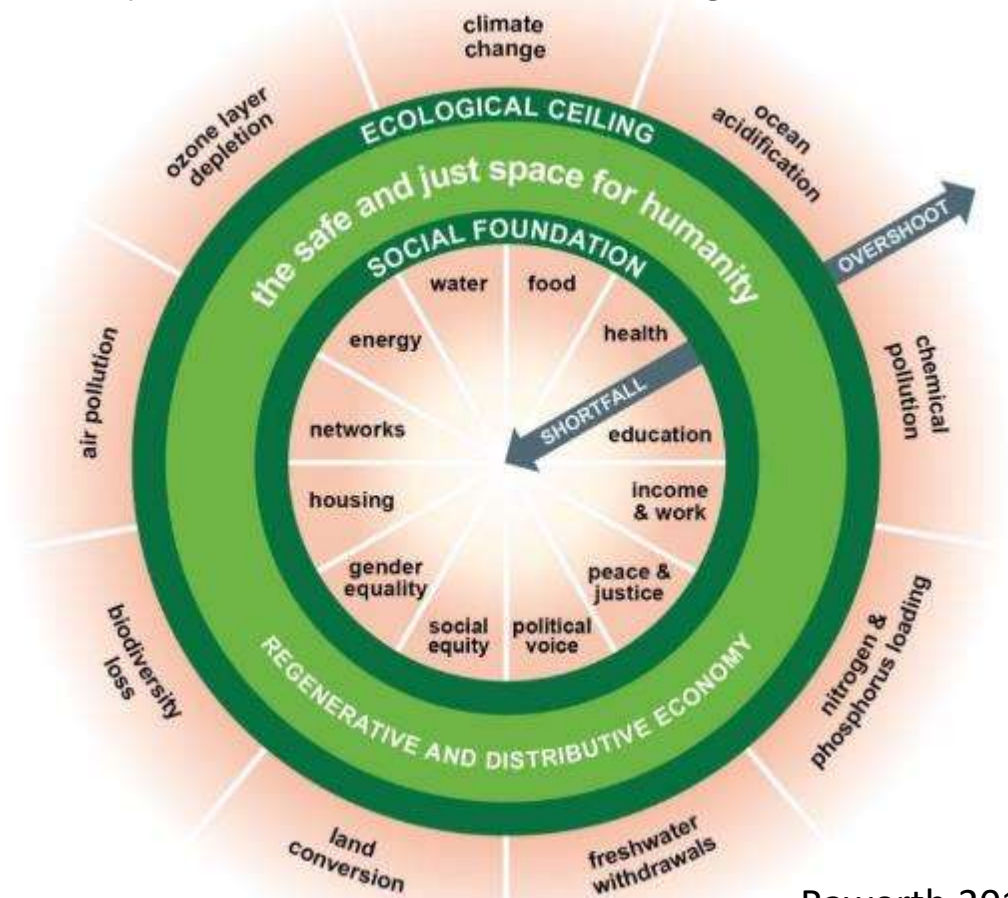 climate
change
ocean
acidification
chemical
pollution
nitrogen &
phosphorus loading
freshwater
withdrawals
land
conversion
biodiversity
loss
air pollution
ozone layer
depletion
OVERSHOOT
ECOLOGICAL CEILING
the safe and just space for humanity
SOCIAL FOUNDATION
water
food
health
SHORTFALL
education
income
& work
peace &
justice
political
voice
social
equity
gender
equality
housing
networks
energy
REGENERATIVE AND DISTRIBUTIVE ECONOMY